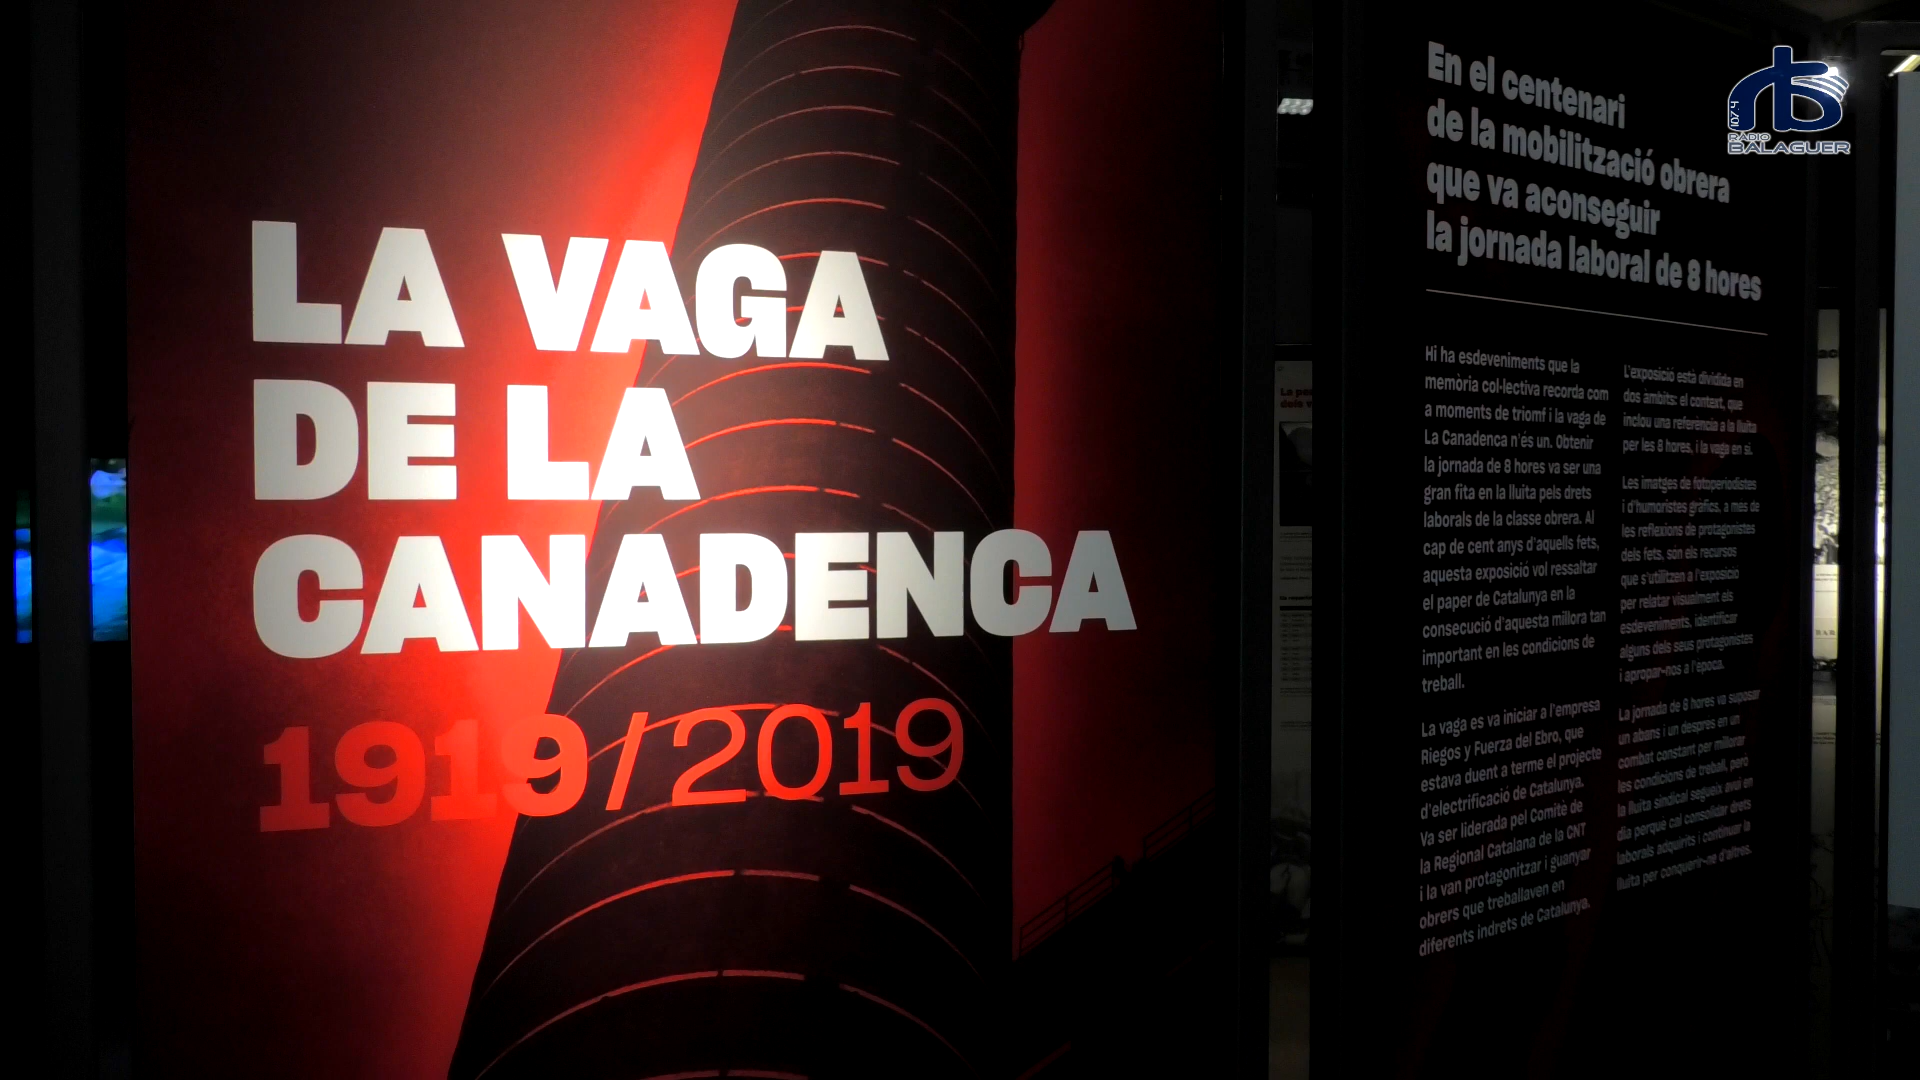 LA VAGA
DE LA
CANADENCA
1919/2019
En el centenari
de la mobilització obrera
que va aconseguir
la jornada laboral de 8 hores
Hi ha esdeveniments que la
memòria col·lectiva recorda com
a moments de triomf i la vaga de
La Canadenca n'és un. Obtenir
la jornada de 8 hores va ser una
gran fita en la lluita pels drets
laborals de la classe obrera. Al
cap de cent anys d'aquells fets,
aquesta exposició vol ressaltar
el paper de Catalunya en la
consecució d'aquesta millora tan
important en les condicions de
treball.
La vaga es va iniciar a l'empresa
Riegos y Fuerza del Ebro, que
estava duent a terme el projecte
d'electrificació de Catalunya.
Va ser liderada pel Comitè de
la Regional Catalana de la CNT
i la van protagonitzar i guanyar
obrers que treballaven en
diferents indrets de Catalunya.
L'exposició està dividida en
dos àmbits: el context, que
inclou una referència a la lluita
per les 8 hores, i la vaga en si.
Les imatges de fotoperiodistes
i d'humoristes gràfics, a més de
les reflexions de protagonistes
dels fets, són els recursos
que s'utilitzen a l'exposició
per relatar visualment els
esdeveniments, identificar
alguns dels seus protagonistes
i apropar-nos a l'època.
La jornada de 8 hores va suposar
un abans i un després en un
combat constant per millorar
les condicions de treball, però
la lluita sindical segueix avui en
dia perquè cal consolidar drets
laborals adquirits i continuar la
lluita per conquerir-ne d'altres.
107.4
RÀDIO
BALAGUER